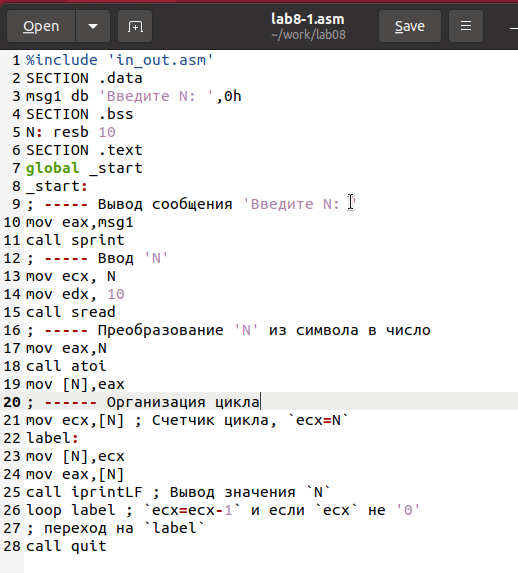 Open
lab8-1.asm
~/work/lab08
Save
1 %include 'in_out.asm'
2 SECTION .data
3 msg1 db 'Введите N: ',0h
4 SECTION .bss
5 N: resb 10
6 SECTION .text
7 global _start
8 _start:
9 ; ----- Вывод сообщения 'Введите N: '
10 mov eax,msg1
11 call sprint
12 ; ----- Ввод 'N'
13 mov ecx, N
14 mov edx, 10
15 call sread
16 ; ----- Преобразование 'N' из символа в число
17 mov eax,N
18 call atoi
19 mov [N],eax
20 ; ------ Организация цикла
21 mov ecx,[N] ; Счетчик цикла, `ecx=N`
22 label:
23 mov [N],ecx
24 mov eax,[N]
25 call iprintLF ; Вывод значения `N`
26 loop label ; `ecx=ecx-1` и если `ecx` не '0'
27 ; переход на `label`
28 call quit